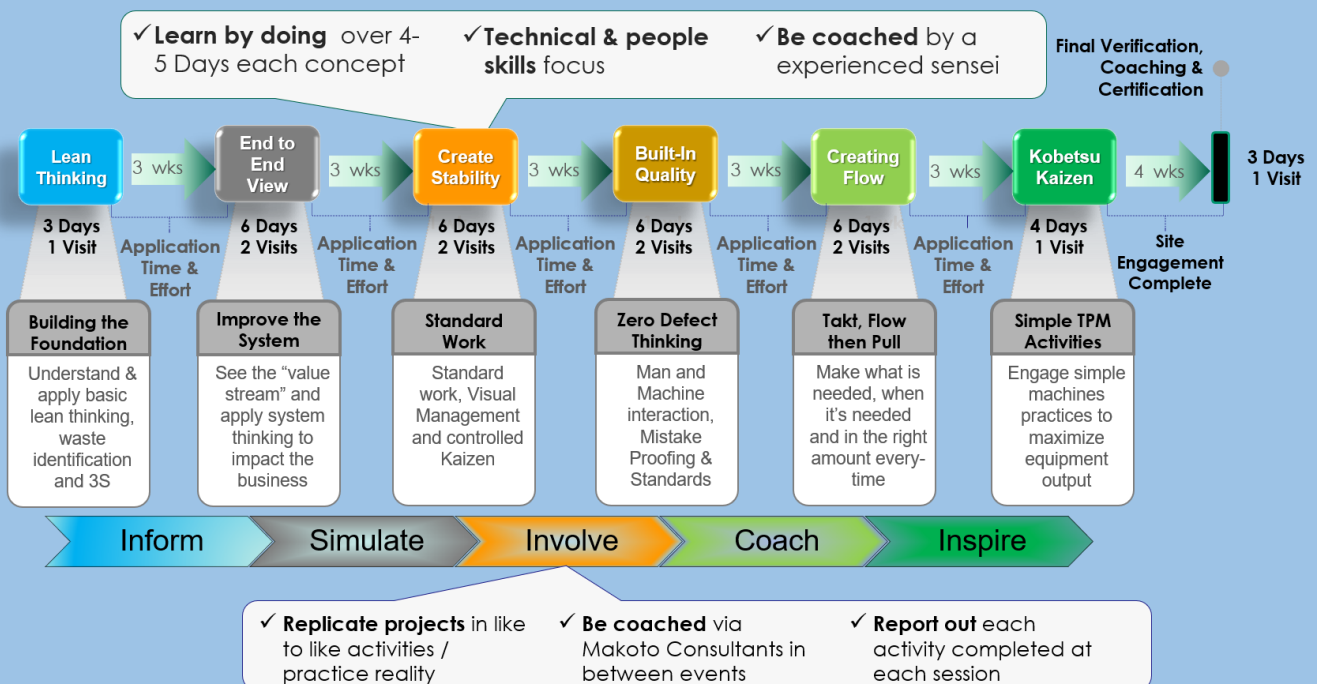 ✓ Learn by doing over 4-
5 Days each concept
✓ Technical & people
skills focus
✓ Be coached by a
experienced sensei
Final Verification,
Coaching &
Certification
Lean
Thinking
3 wks
End to
End
View
3 wks
Create
Stability
3 wks
Built-In
Quality
3 wks
Creating
Flow
3 wks
Kobetsu
Kaizen
4 wks
3 Days
1 Visit
3 Days
1 Visit
Application
Time &
Effort
6 Days
2 Visits
Application
Time &
Effort
6 Days
2 Visits
Application
Time &
Effort
6 Days
2 Visits
Application
Time &
Effort
6 Days
2 Visits
Application
Time &
Effort
4 Days
1 Visit
Site
Engagement
Complete
Building the
Foundation
Understand &
apply basic
lean thinking,
waste
identification
and 3S
Improve the
System
See the “value
stream” and
apply system
thinking to
impact the
business
Standard
Work
Standard
work, Visual
Management
and controlled
Kaizen
Zero Defect
Thinking
Man and
Machine
interaction,
Mistake
Proofing &
Standards
Takt, Flow
then Pull
Make what is
needed, when
it’s needed
and in the right
amount every-
time
Simple TPM
Activities
Engage simple
machines
practices to
maximize
equipment
output
Inform
Simulate
Involve
Coach
Inspire
✓ Replicate projects in like
to like activities /
practice reality
✓ Be coached via
Makoto Consultants in
between events
✓ Report out each
activity completed at
each session